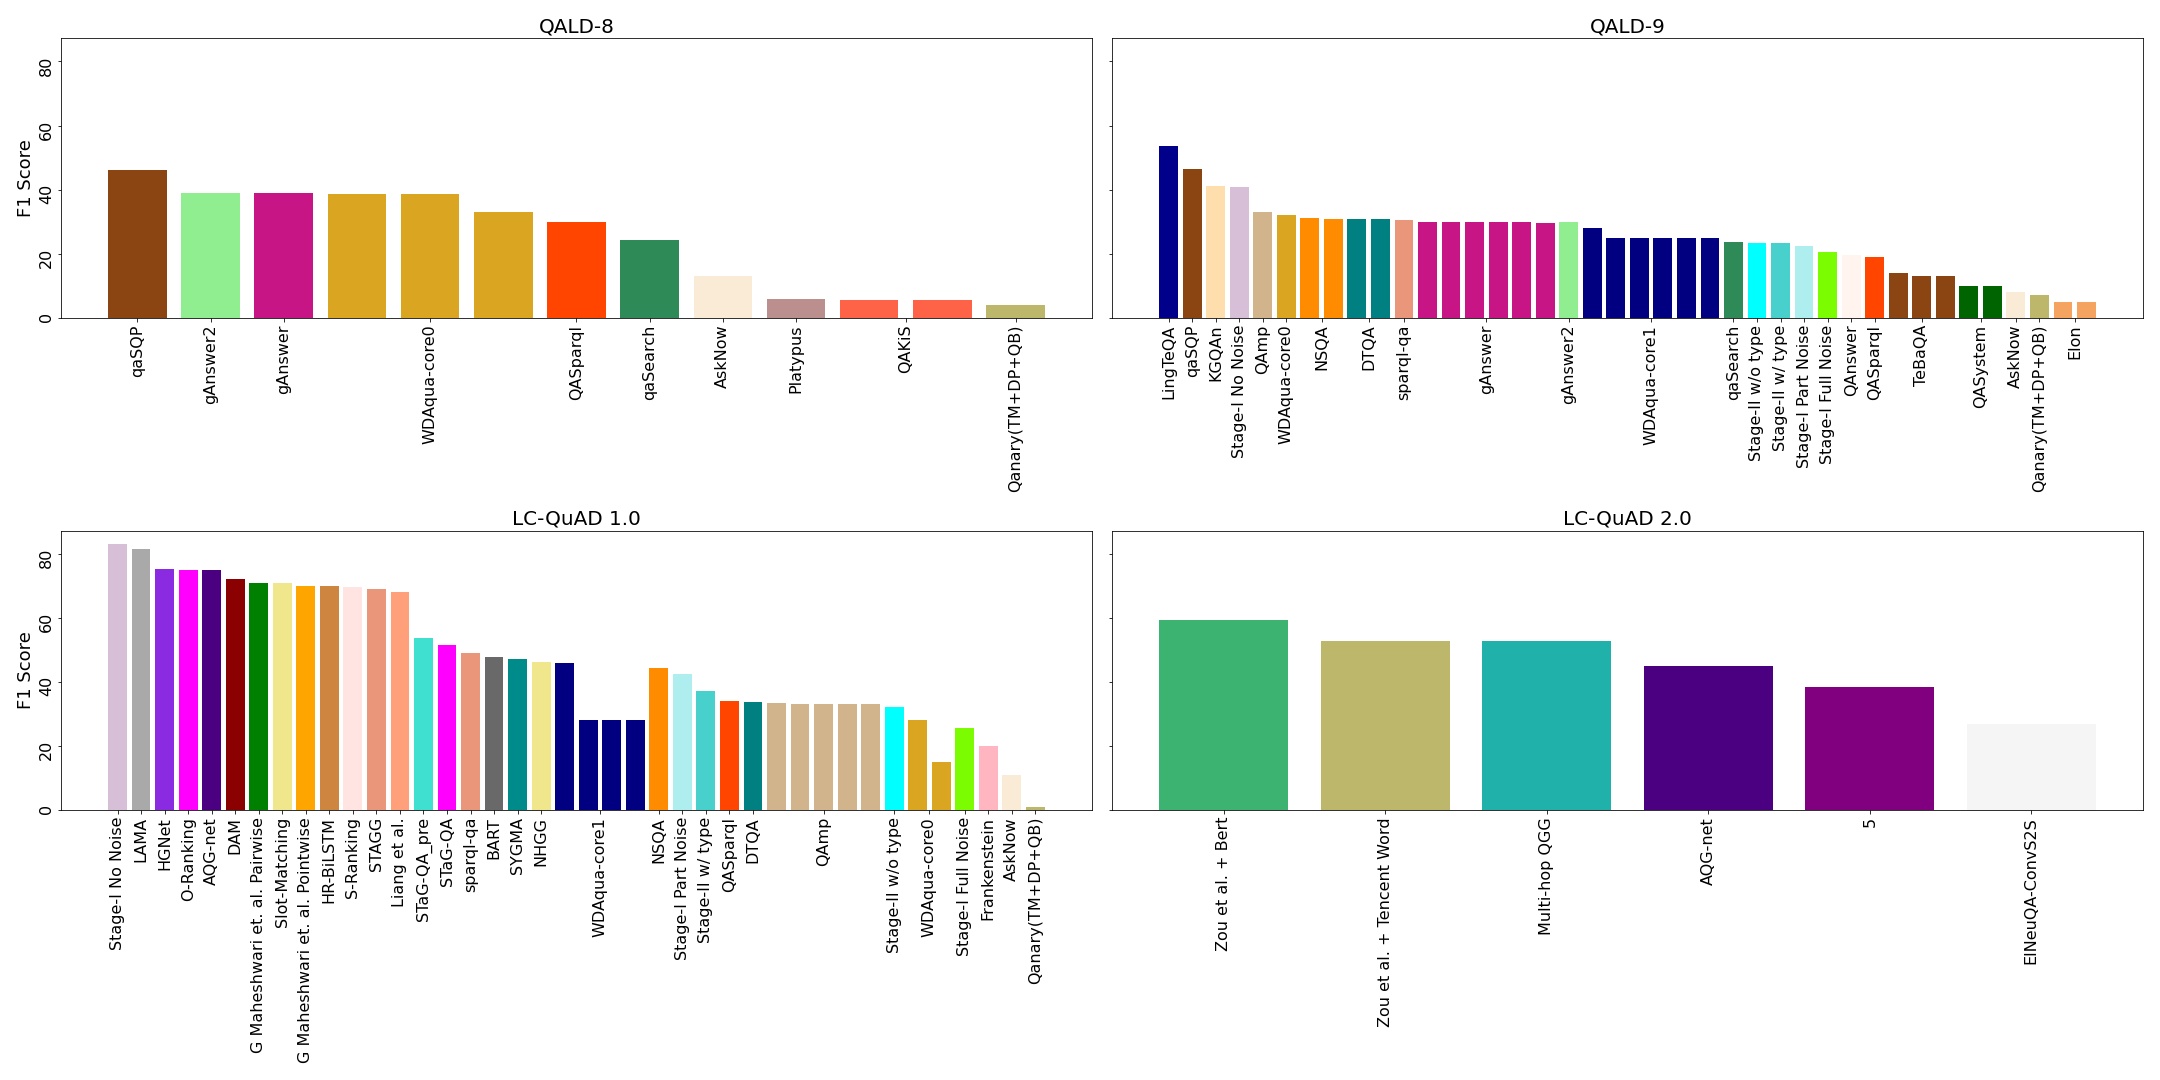 QALD-8
80
60
40
20
0
F1 Score
qaSQP
gAnswer2
gAnswer
WDAqua-core0
QASparql
qaSearch
AskNow
Platypus
QAKiS
Qanary(TM+DP+QB)
QALD-9
LingTeQA
qaSQP
KGQAn
Stage-I No Noise
QAmp
WDAqua-core0
NSQA
DTQA
sparql-qa
gAnswer
gAnswer2
WDAqua-core1
qaSearch
Stage-II w/o type
Stage-II w/ type
Stage-I Part Noise
Stage-I Full Noise
QAnswer
QASparql
TeBaQA
QASystem
AskNow
Qanary(TM+DP+QB)
Elon
LC-QuAD 1.0
80
60
40
20
0
F1 Score
Stage-I No Noise
LAMA
HGNet
O-Ranking
AQG-net
DAM
G Maheshwari et. al. Pairwise
Slot-Matching
G Maheshwari et. al. Pointwise
HR-BiLSTM
S-Ranking
STAGG
Liang et al.
STaG-QA_pre
STaG-QA
sparql-qa
BART
SYGMA
NHGG
WDAqua-core1
NSQA
Stage-I Part Noise
Stage-II w/ type
QASparql
DTQA
QAmp
Stage-II w/o type
WDAqua-core0
Stage-I Full Noise
Frankenstein
AskNow
Qanary(TM+DP+QB)
LC-QuAD 2.0
Zou et al. + Bert
Zou et al. + Tencent Word
Multi-hop QGG
AQG-net
5
ElNeuQA-ConvS2S